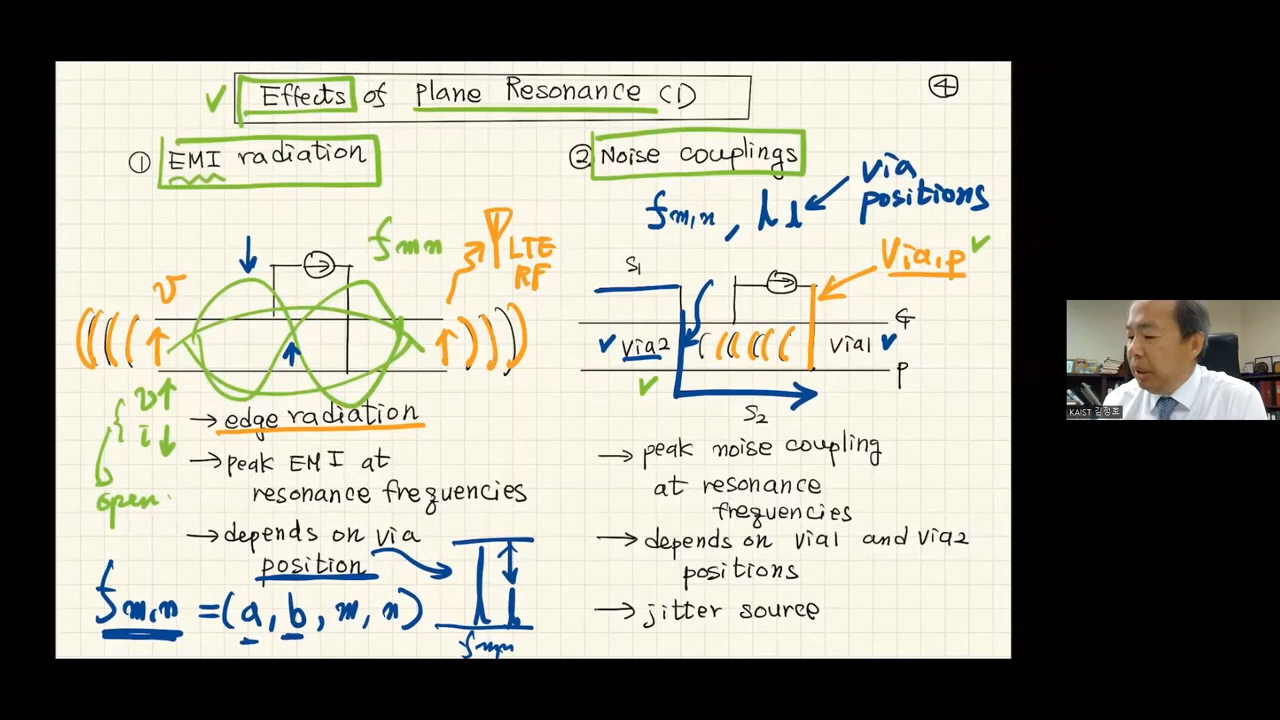 Effects of Plane Resonance (1)
④
① EMI radiation
② Noise couplings
via
positions
fm,n ,
fmn
LTE
RF
Via,P
v
S1
G
via2
via1
P
v↑
i↓
S2
→ edge radiation
→ peak EMI at
resonance frequencies
open
→ depends on via
position
fm,n = (a, b, m, n)
fmn
→ peak noise coupling
at resonance
frequencies
→ depends on via1 and via2
positions
→ jitter source
KAIST 김정호